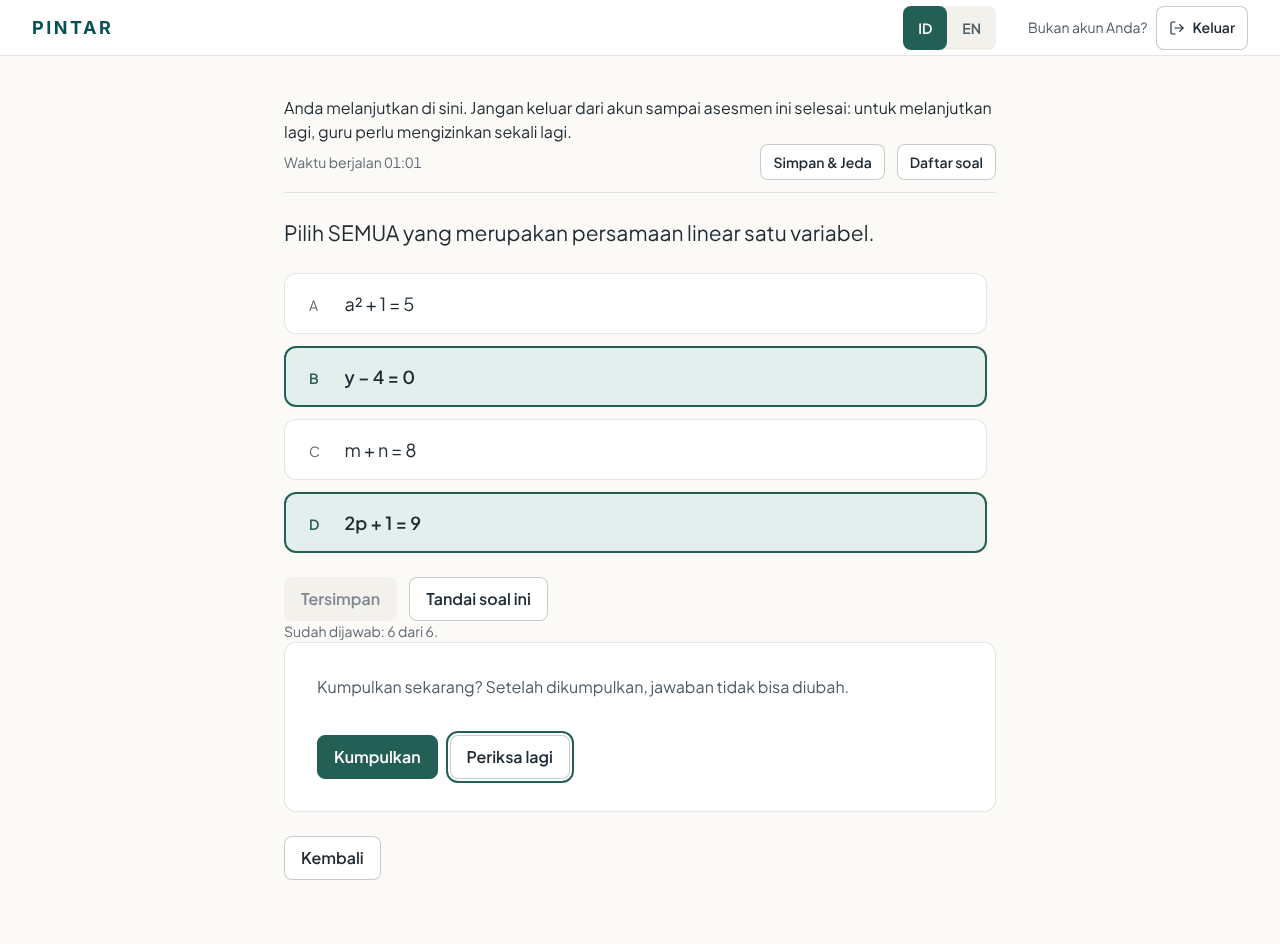 PINTAR
ID
EN
Bukan akun Anda?
Keluar
Anda melanjutkan di sini. Jangan keluar dari akun sampai asesmen ini selesai: untuk melanjutkan
lagi, guru perlu mengizinkan sekali lagi.
Waktu berjalan 01:01
Simpan & Jeda
Daftar soal
Pilih SEMUA yang merupakan persamaan linear satu variabel.
A a² + 1 = 5
B y − 4 = 0
C m + n = 8
D 2p + 1 = 9
Tersimpan
Tandai soal ini
Sudah dijawab: 6 dari 6.
Kumpulkan sekarang? Setelah dikumpulkan, jawaban tidak bisa diubah.
Kumpulkan
Periksa lagi
Kembali